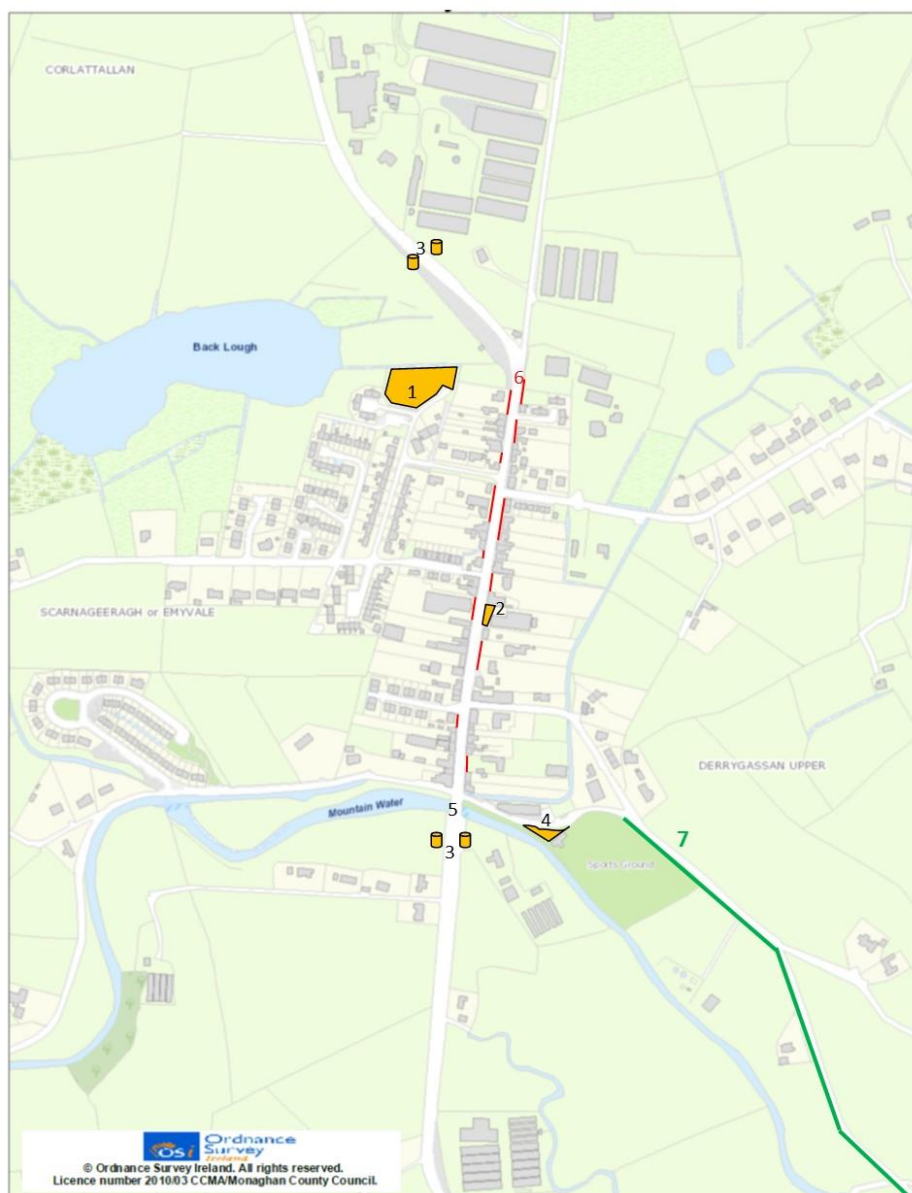 CORLATTALLAN
3
Back Lough
6
1
2
SCARNAGEERAGH or EMYVALE
DERRYGASSAN UPPER
Mountain Water
5
4
7
3
Sports Ground
OSi Ordnance
Survey
Ireland
© Ordnance Survey Ireland. All rights reserved.
Licence number 2010/03 CCMA/Monaghan County Council.